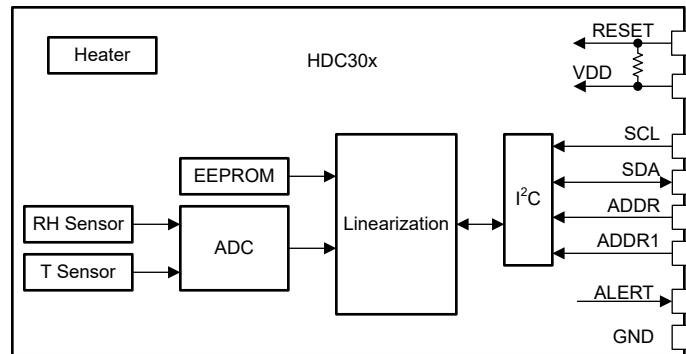 RESET
Heater
HDC30x
VDD
SCL
EEPROM
SDA
I²C
RH Sensor
ADC
Linearization
ADDR
T Sensor
ADDR1
ALERT
GND